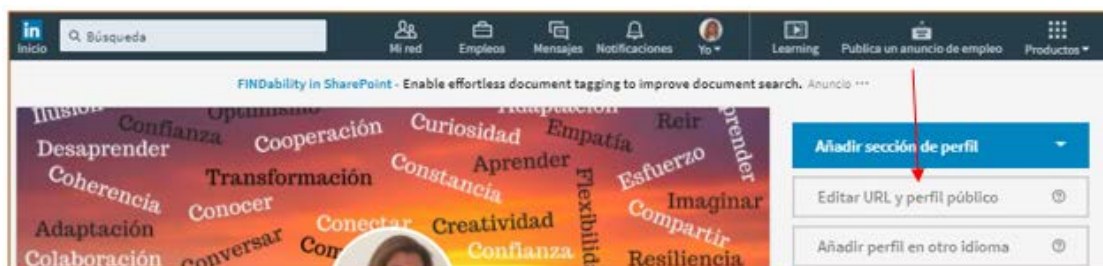 in
Búsqueda
Inicio
Mi red
Empleos
Mensajes
Notificaciones
Yo
Learning
Publica un anuncio de empleo
Productos
FINDability in SharePoint - Enable effortless document tagging to improve document search. Anuncio ···
Ilusión
Optimismo
Adaptación
Confianza
Cooperación
Curiosidad
Empatía
Reir
Desaprender
Coherencia
Transformación
Constancia
Aprender
Esfuerzo
Conocer
Imaginar
Adaptación
Conectar
Creatividad
Compartir
Colaboración
Conversar
Confianza
Resiliencia
Añadir sección de perfil
Editar URL y perfil público
Añadir perfil en otro idioma